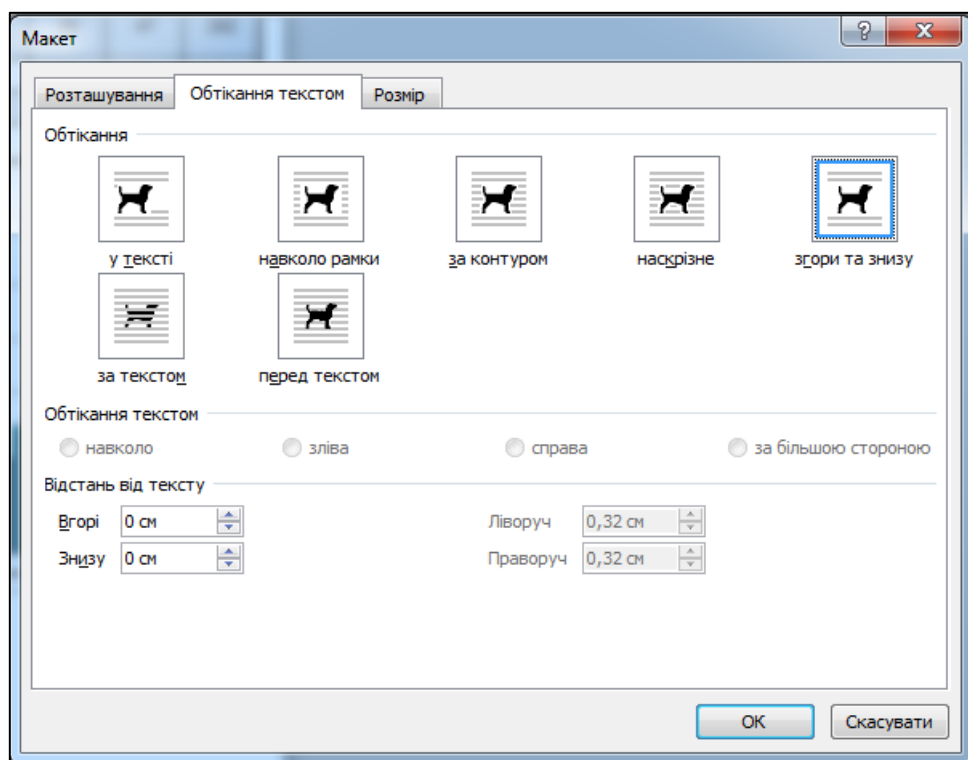 Макет
Розташування Обтікання текстом Розмір
Обтікання
у тексті навколо рамки за контуром наскрізне згори та знизу
за текстом перед текстом
Обтікання текстом
навколо зліва справа за більшою стороною
Відстань від тексту
Вгорі 0 см Ліворуч 0,32 см
Знизу 0 см Праворуч 0,32 см
ОК Скасувати